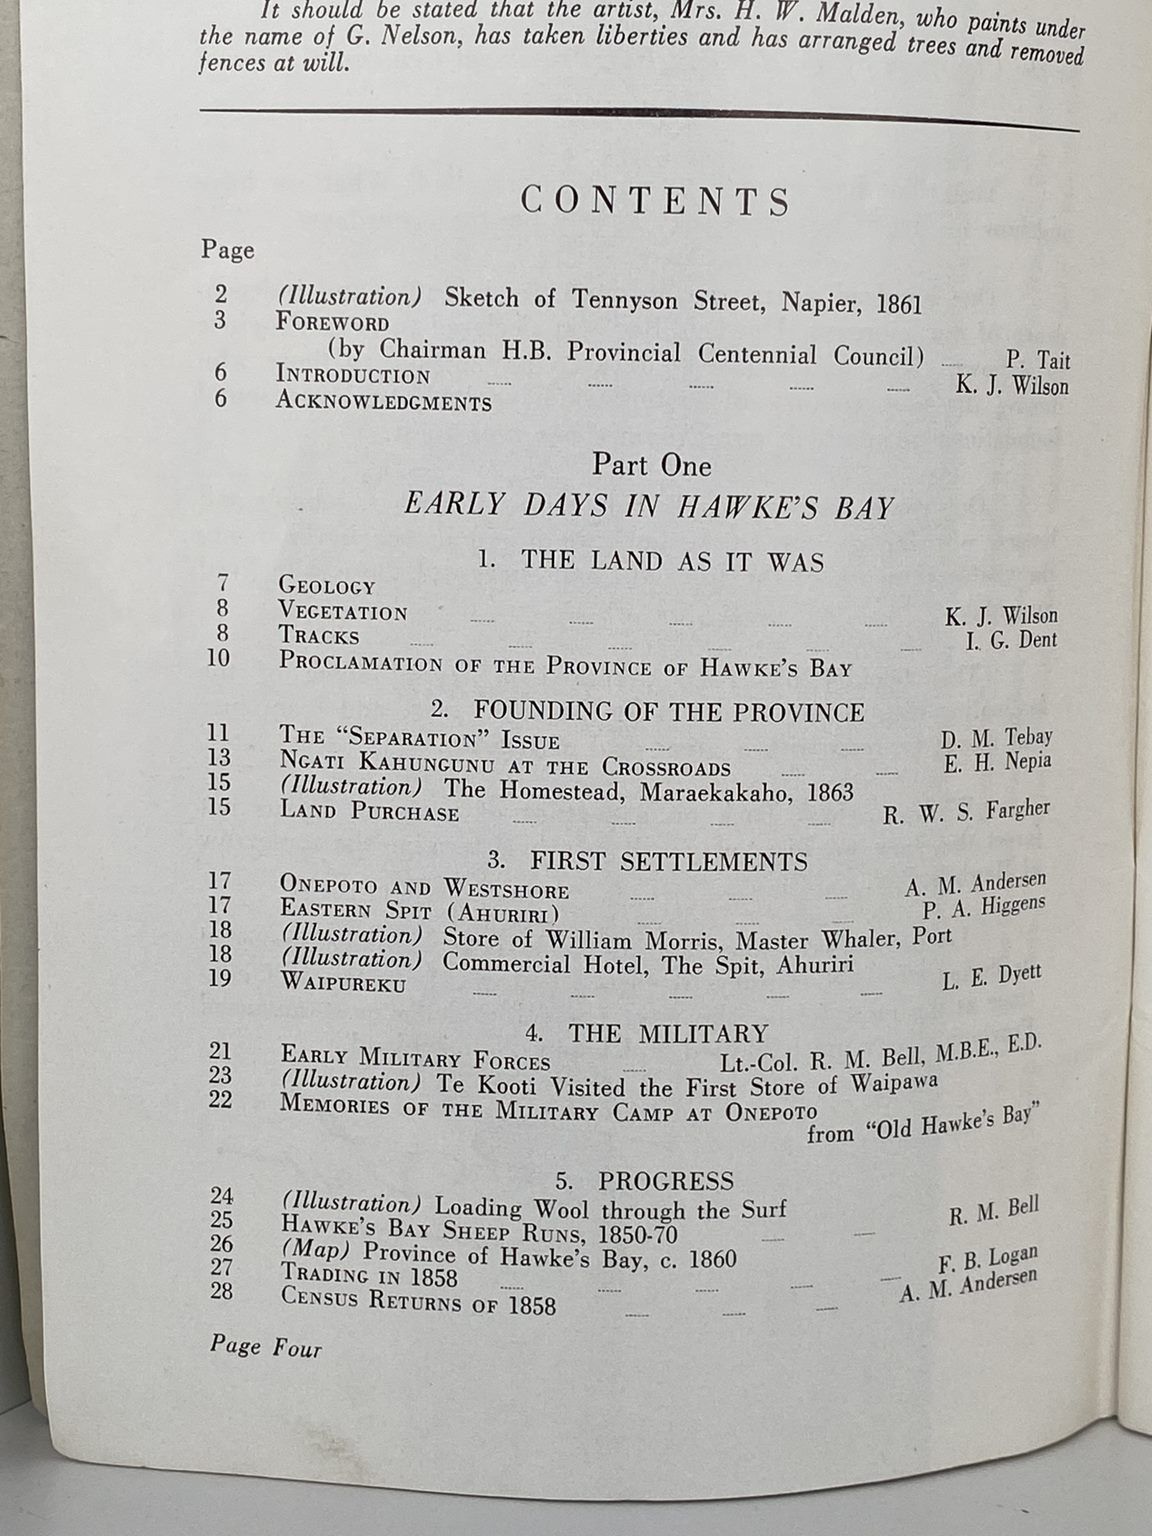 It should be stated that the artist, Mrs. H. W. Malden, who paints under
the name of G. Nelson, has taken liberties and has arranged trees and removed
fences at will.
CONTENTS
Page
2 (Illustration) Sketch of Tennyson Street, Napier, 1861
3 FOREWORD
(by Chairman H.B. Provincial Centennial Council) ...... P. Tait
6 INTRODUCTION ...... ...... ...... ...... ...... K. J. Wilson
6 ACKNOWLEDGMENTS
Part One
EARLY DAYS IN HAWKE'S BAY
1. THE LAND AS IT WAS
7 GEOLOGY
8 VEGETATION ...... ...... ...... ...... ...... K. J. Wilson
8 TRACKS ...... ...... ...... ...... ...... ...... I. G. Dent
10 PROCLAMATION OF THE PROVINCE OF HAWKE'S BAY
2. FOUNDING OF THE PROVINCE
11 THE "SEPARATION" ISSUE ...... ...... ...... D. M. Tebay
13 NGATI KAHUNGUNU AT THE CROSSROADS ...... ...... E. H. Nepia
15 (Illustration) The Homestead, Maraekakaho, 1863
15 LAND PURCHASE ...... ...... ...... ...... R. W. S. Fargher
3. FIRST SETTLEMENTS
17 ONEPOTO AND WESTSHORE ...... ...... ...... A. M. Andersen
17 EASTERN SPIT (AHURIRI) ...... ...... ...... P. A. Higgens
18 (Illustration) Store of William Morris, Master Whaler, Port
18 (Illustration) Commercial Hotel, The Spit, Ahuriri
19 WAIPUREKU ...... ...... ...... ...... ...... L. E. Dyett
4. THE MILITARY
21 EARLY MILITARY FORCES ...... Lt.-Col. R. M. Bell, M.B.E., E.D.
23 (Illustration) Te Kooti Visited the First Store of Waipawa
22 MEMORIES OF THE MILITARY CAMP AT ONEPOTO
from "Old Hawke's Bay"
5. PROGRESS
24 (Illustration) Loading Wool through the Surf
25 HAWKE'S BAY SHEEP RUNS, 1850-70 ...... ...... R. M. Bell
26 (Map) Province of Hawke's Bay, c. 1860
27 TRADING IN 1858 ...... ...... ...... ...... ...... F. B. Logan
28 CENSUS RETURNS OF 1858 ...... ...... ...... A. M. Andersen
Page Four